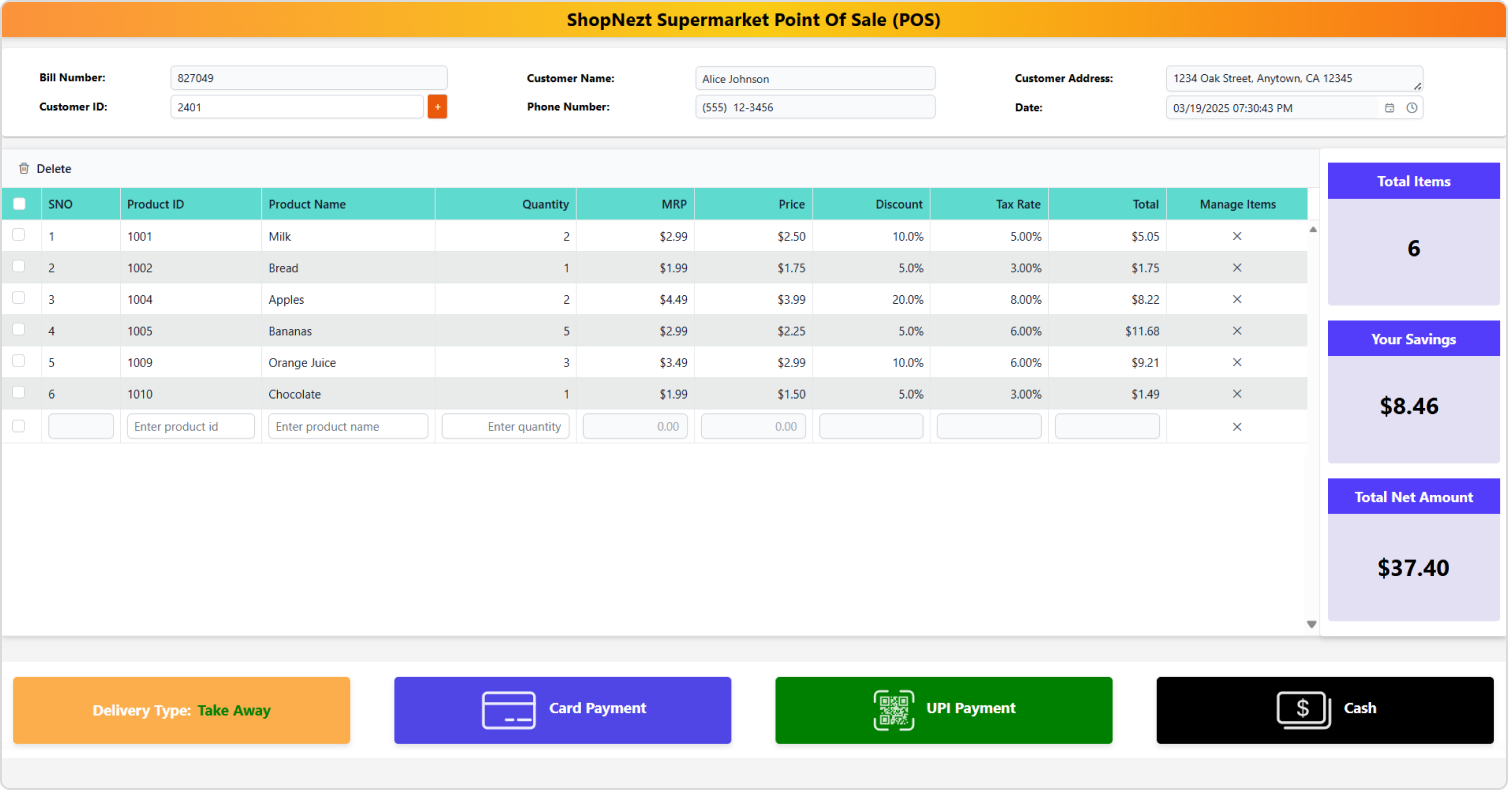 ShopNezt Supermarket Point Of Sale (POS)
Bill Number: 827049 Customer Name: Alice Johnson Customer Address: 1234 Oak Street, Anytown, CA 12345
Customer ID: 2401 + Phone Number: (555) 12-3456 Date: 03/19/2025 07:30:43 PM
Delete
SNO Product ID Product Name Quantity MRP Price Discount Tax Rate Total Manage Items
1 1001 Milk 2 $2.99 $2.50 10.0% 5.00% $5.05
2 1002 Bread 1 $1.99 $1.75 5.0% 3.00% $1.75
3 1004 Apples 2 $4.49 $3.99 20.0% 8.00% $8.22
4 1005 Bananas 5 $2.99 $2.25 5.0% 6.00% $11.68
5 1009 Orange Juice 3 $3.49 $2.99 10.0% 6.00% $9.21
6 1010 Chocolate 1 $1.99 $1.50 5.0% 3.00% $1.49
Enter product id Enter product name Enter quantity 0.00 0.00
Total Items
6
Your Savings
$8.46
Total Net Amount
$37.40
Delivery Type: Take Away
Card Payment
UPI Payment
$ Cash